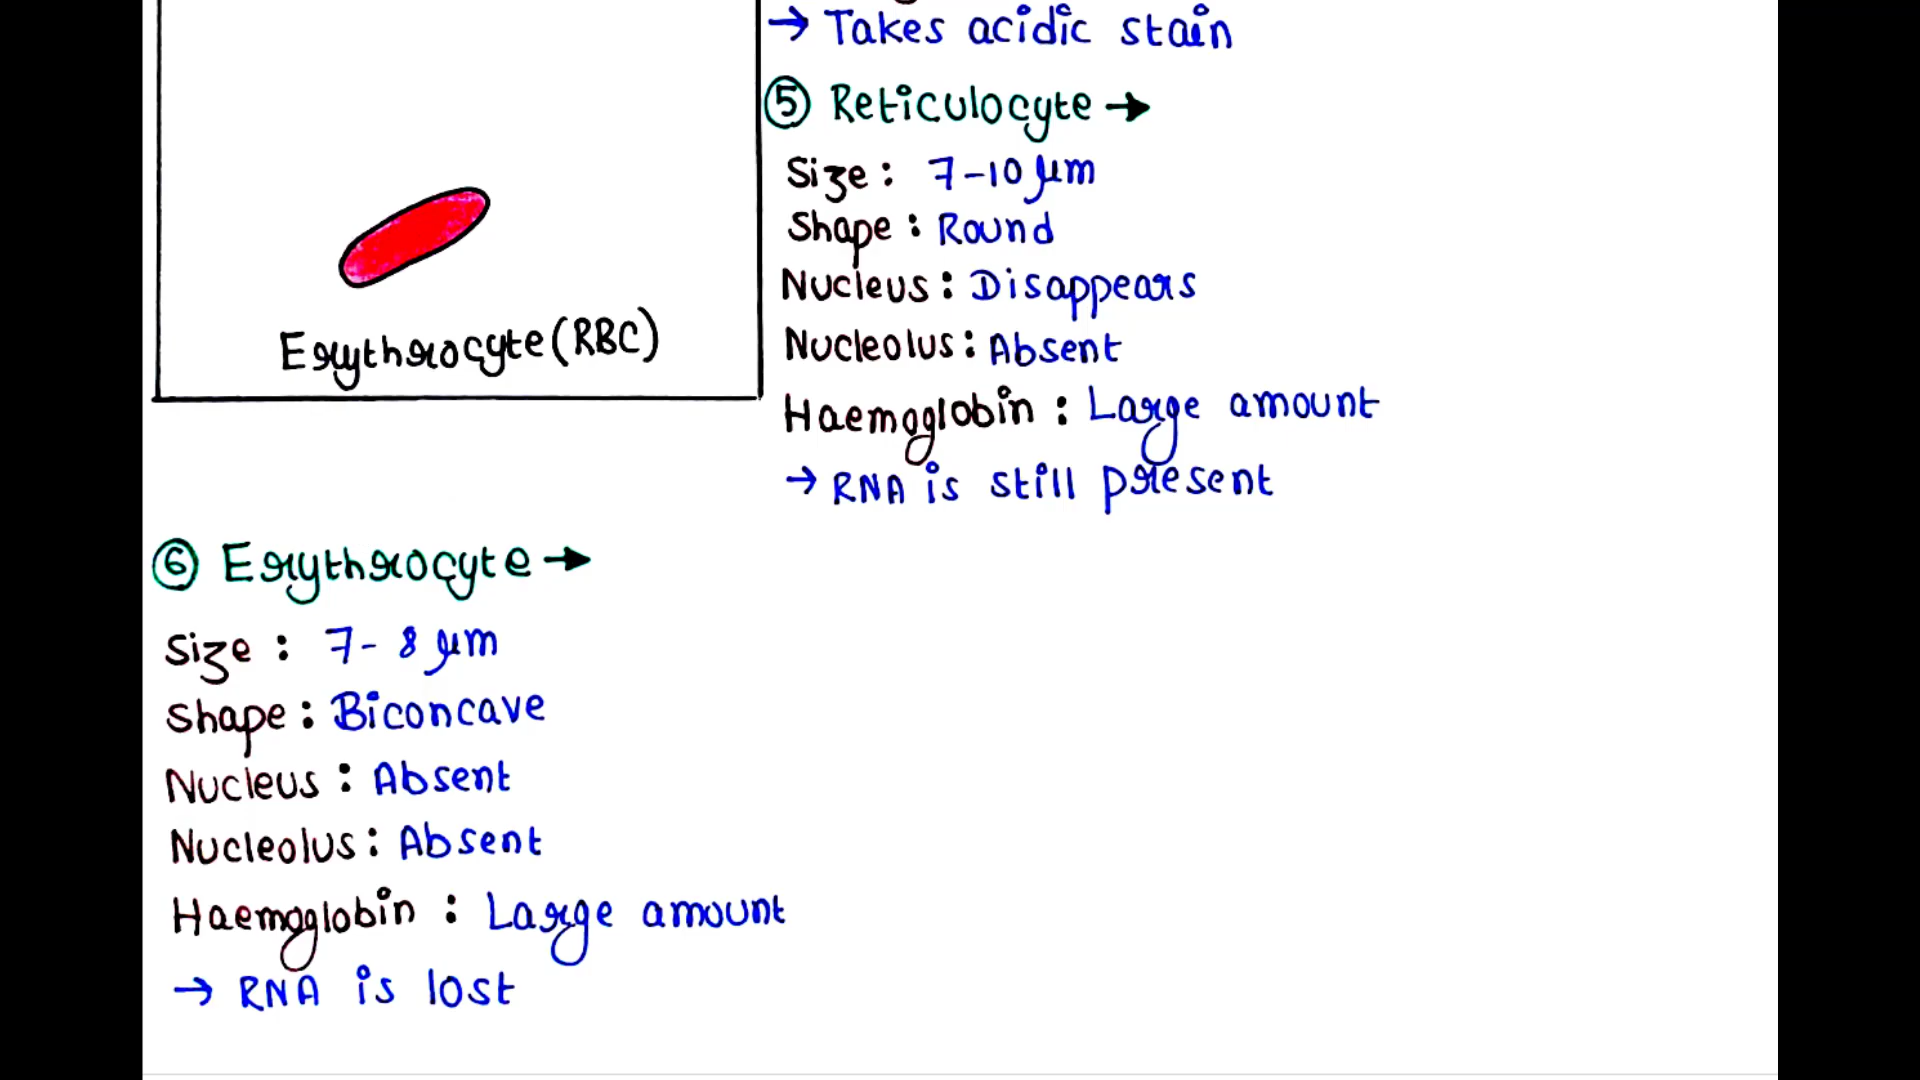 → Takes acidic stain
⑤ Reticulocyte →
Size : 7-10 μm
Shape : Round
Nucleus : Disappears
Nucleolus : Absent
Haemoglobin : Large amount
→ RNA is still present
Erythrocyte (RBC)
⑥ Erythrocyte →
Size : 7-8 μm
Shape : Biconcave
Nucleus : Absent
Nucleolus : Absent
Haemoglobin : Large amount
→ RNA is lost